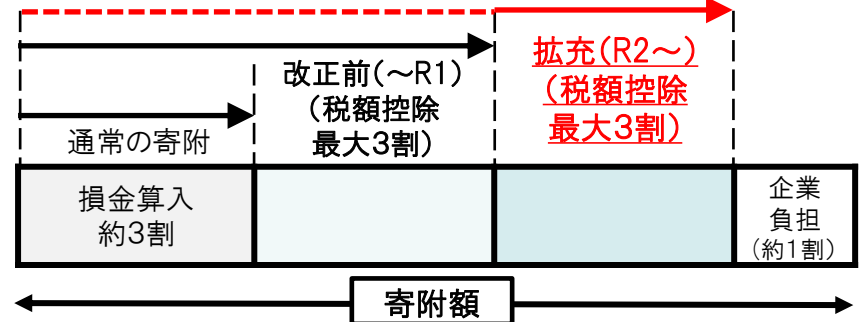 通常の寄附
改正前(～R1)
(税額控除
最大3割)
拡充(R2～)
(税額控除
最大3割)
損金算入
約3割
企業
負担
(約1割)
寄附額